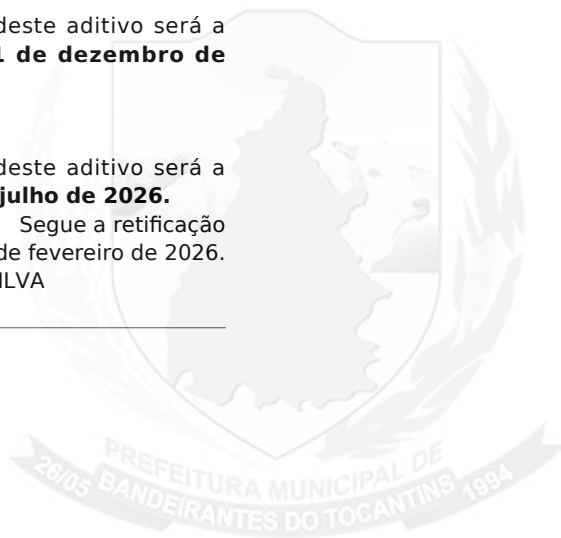 deste aditivo será a
1 de dezembro de
deste aditivo será a
julho de 2026.
Segue a retificação
de fevereiro de 2026.
ILVA
PREFEITURA MUNICIPAL DE
26/05 BANDEIRANTES DO TOCANTINS 1994